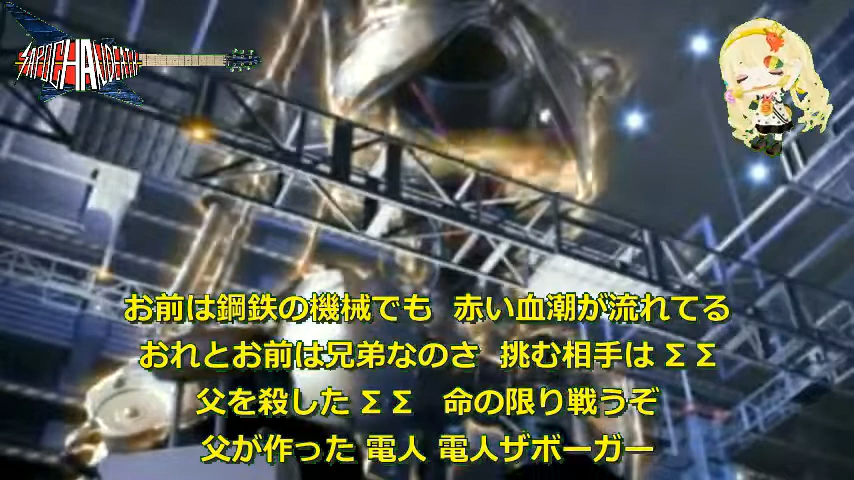 お前は鋼鉄の機械でも 赤い血潮が流れてる
おれとお前は兄弟なのさ 挑む相手は Σ Σ
父を殺した Σ Σ 命の限り戦うぞ
父が作った 電人 電人ザボーガー